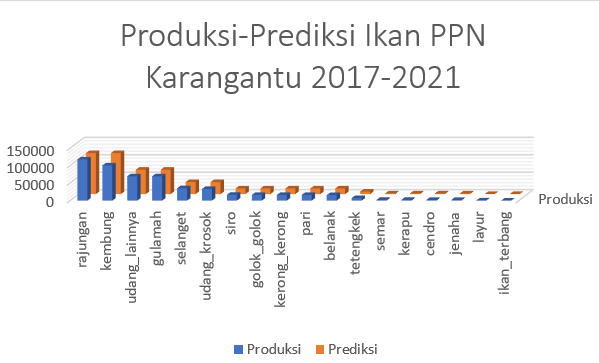 Produksi-Prediksi Ikan PPN
Karangantu 2017-2021
150000
100000
50000
0
Produksi
rajungan
kembung
udang_lainnya
gulamah
selanget
udang_krosok
siro
golok_golok
kerong_kerong
pari
belanak
tetengkek
semar
kerapu
cendro
jenaha
layur
ikan_terbang
Produksi Prediksi